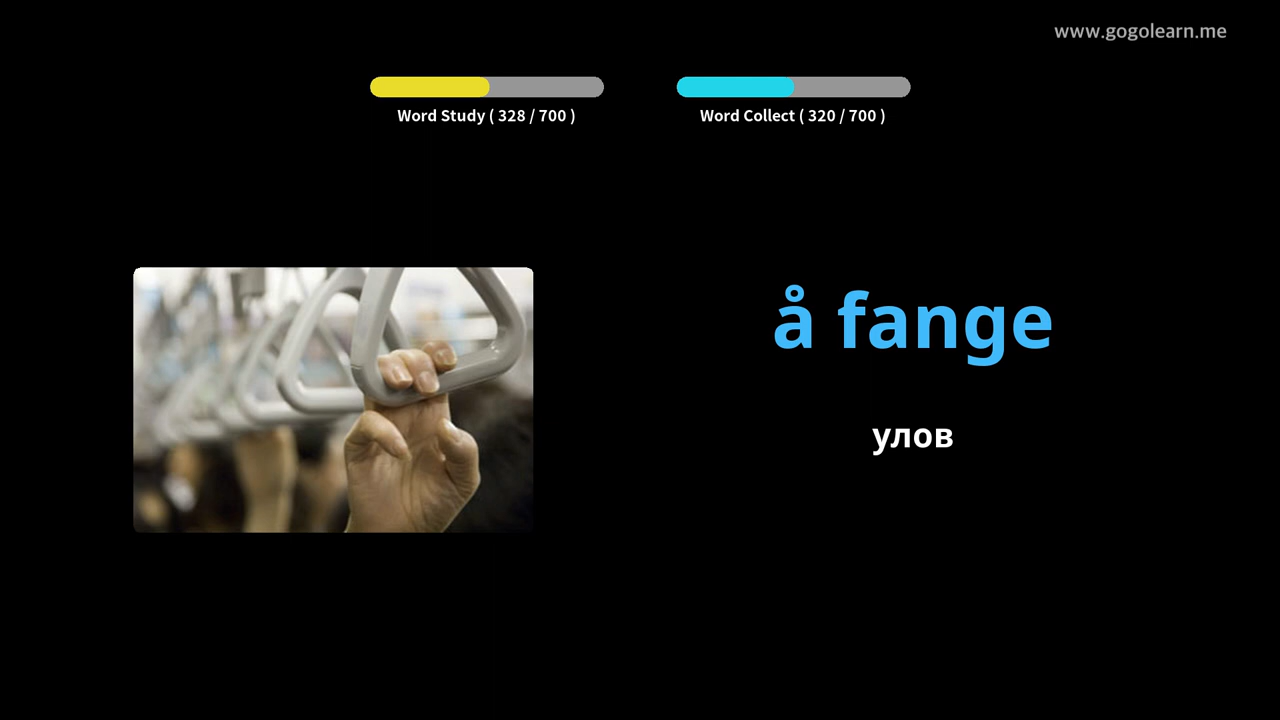 www.gogolearn.me
Word Study ( 328 / 700 )
Word Collect ( 320 / 700 )
å fange
улов